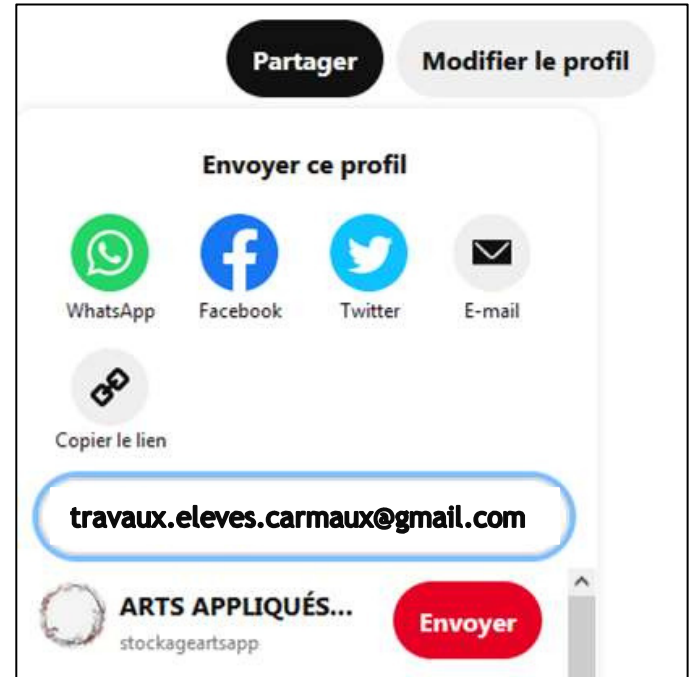 Partager Modifier le profil
Envoyer ce profil
WhatsApp Facebook Twitter E-mail
Copier le lien
travaux.eleves.carmaux@gmail.com
ARTS APPLIQUÉS...
stockageartsapp
Envoyer